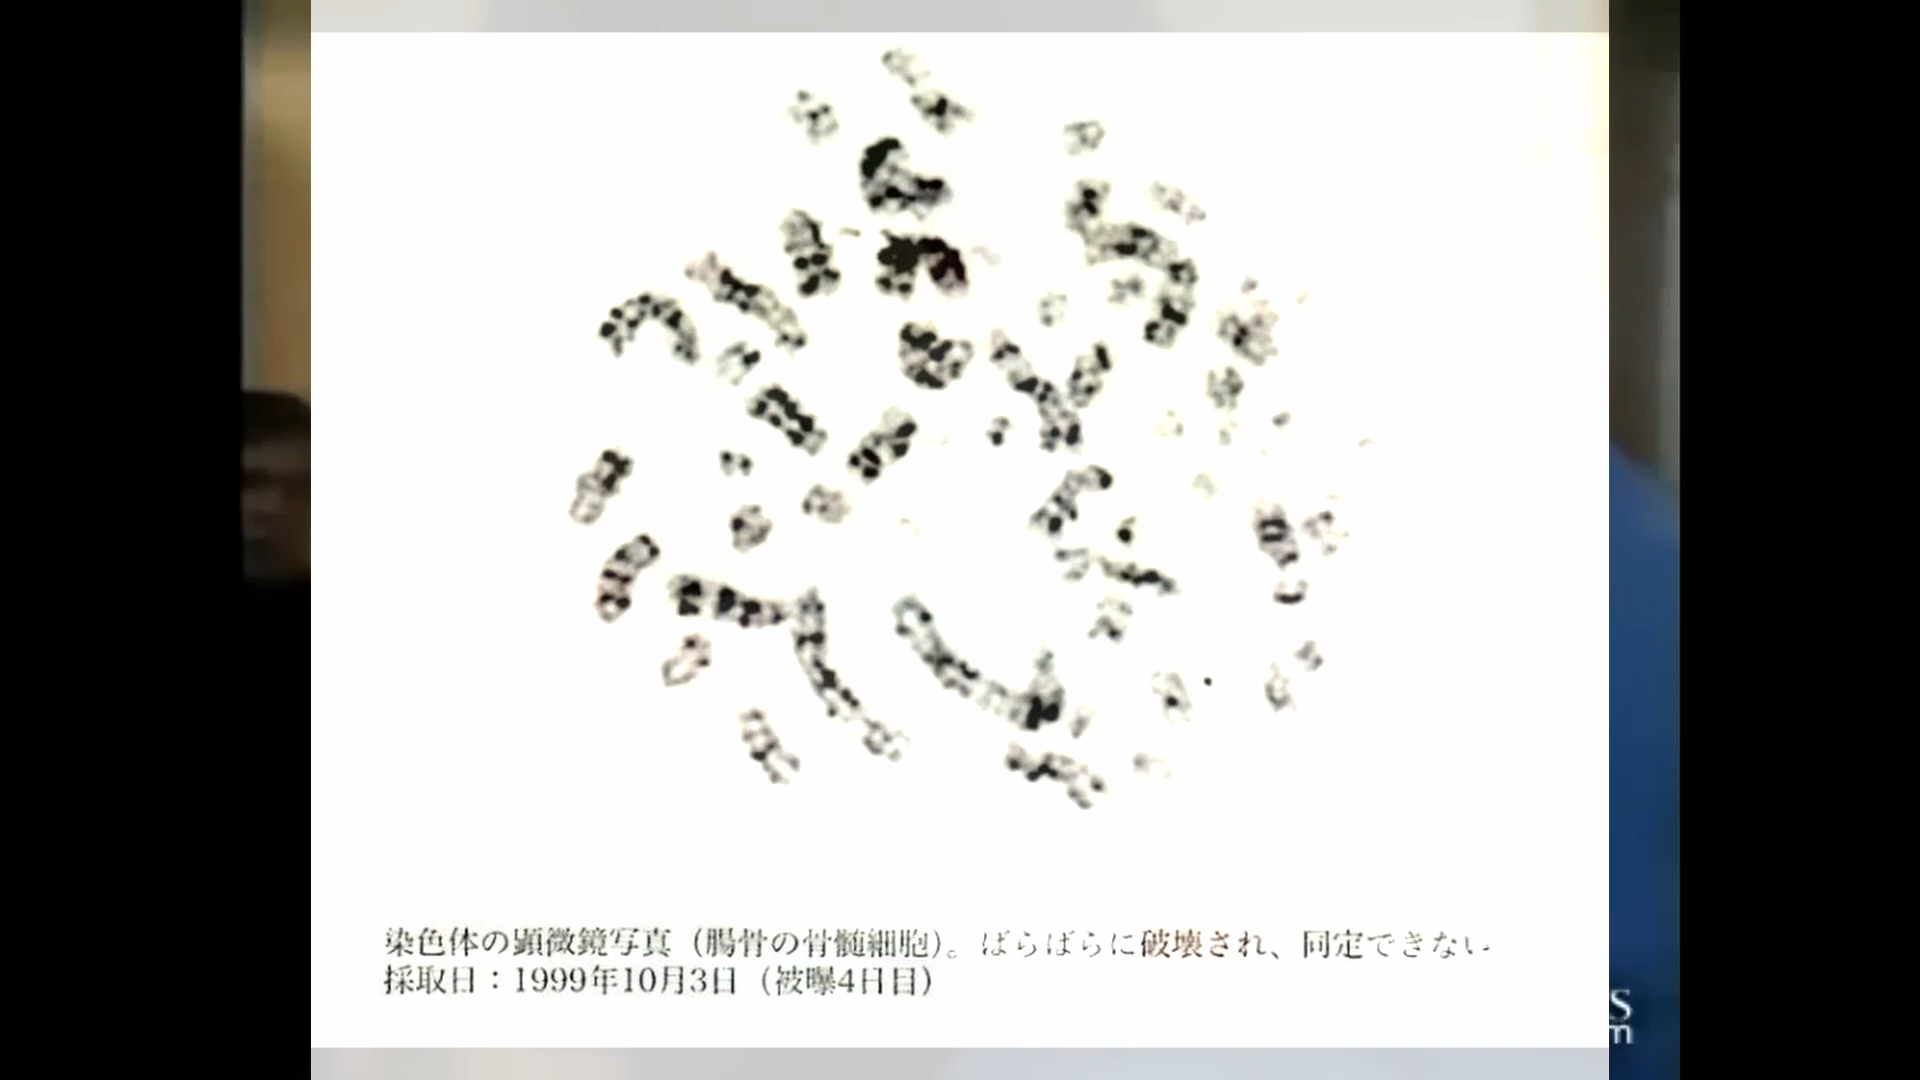 染色体の顕微鏡写真（腸骨の骨髄細胞）。ばらばらに破壊され、同定できない
採取日：1999年10月3日（被曝4日目）
S
m